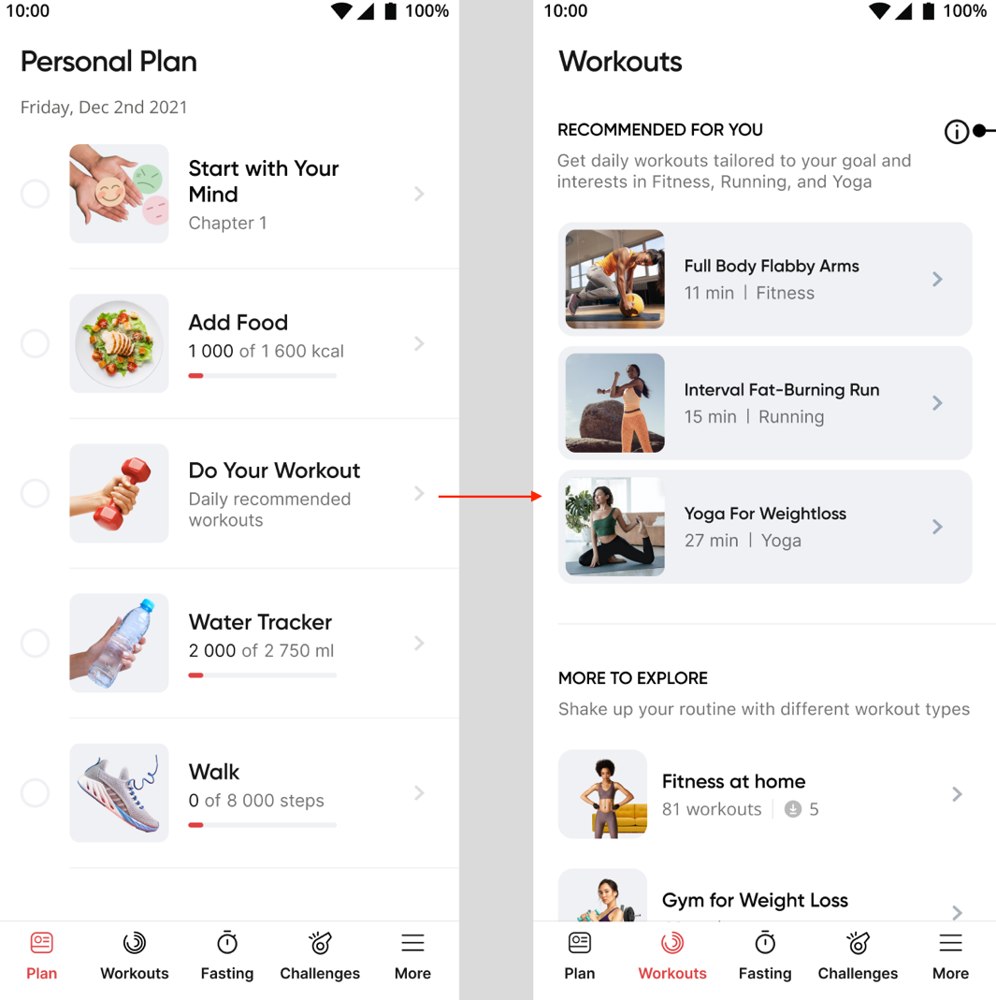 10:00
100%
Personal Plan
Friday, Dec 2nd 2021
Start with Your
Mind
Chapter 1
Add Food
1 000 of 1 600 kcal
Do Your Workout
Daily recommended
workouts
Water Tracker
2 000 of 2 750 ml
Walk
0 of 8 000 steps
Plan
Workouts
Fasting
Challenges
More
10:00
100%
Workouts
RECOMMENDED FOR YOU
Get daily workouts tailored to your goal and
interests in Fitness, Running, and Yoga
Full Body Flabby Arms
11 min | Fitness
Interval Fat-Burning Run
15 min | Running
Yoga For Weightloss
27 min | Yoga
MORE TO EXPLORE
Shake up your routine with different workout types
Fitness at home
81 workouts | 5
Gym for Weight Loss
Plan
Workouts
Fasting
Challenges
More